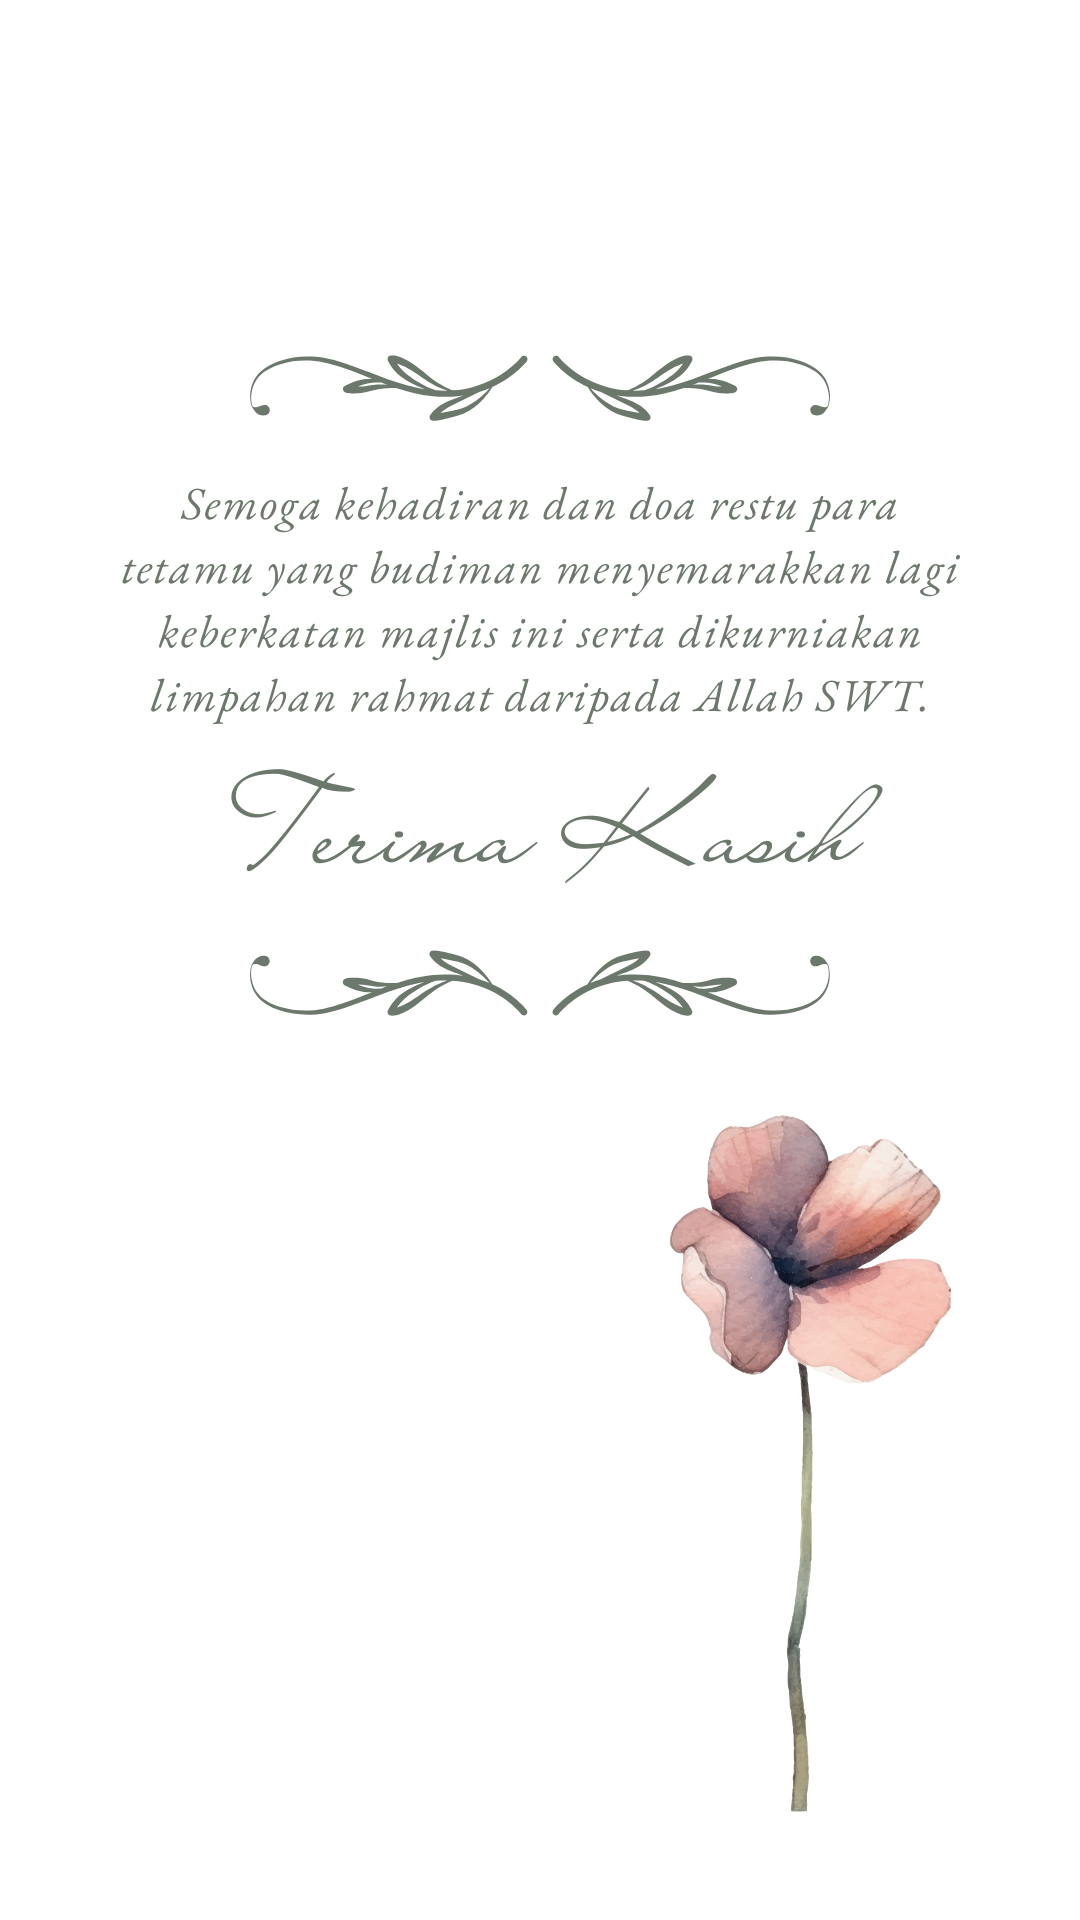 Semoga kehadiran dan doa restu para
tetamu yang budiman menyemarakkan lagi
keberkatan majlis ini serta dikurniakan
limpahan rahmat daripada Allah SWT.
Terima Kasih